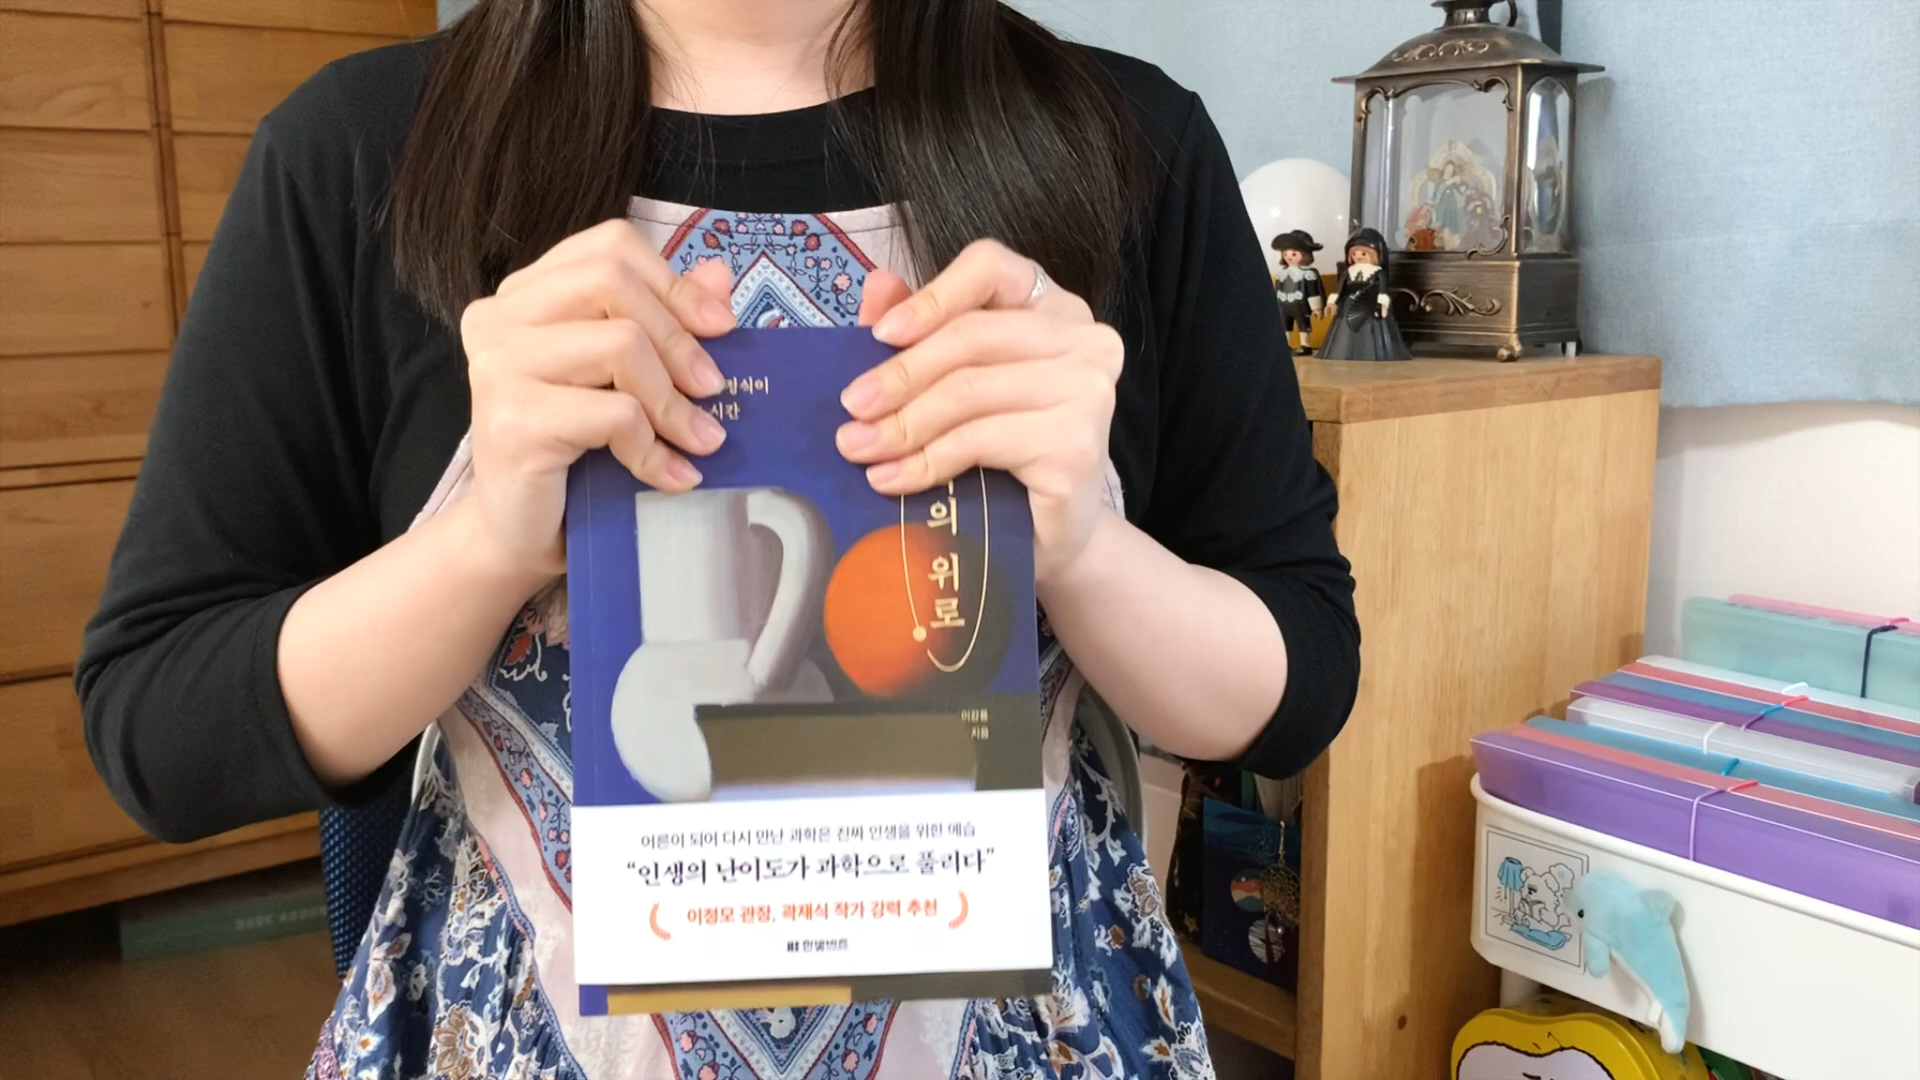 정식이
시간
의 위로
이강룡
지음
어른이 되어 다시 만난 과학은 진짜 인생을 위한 예습
“인생의 난이도가 과학으로 풀리다”
이정모 관장, 곽재식 작가 강력 추천
한빛비즈